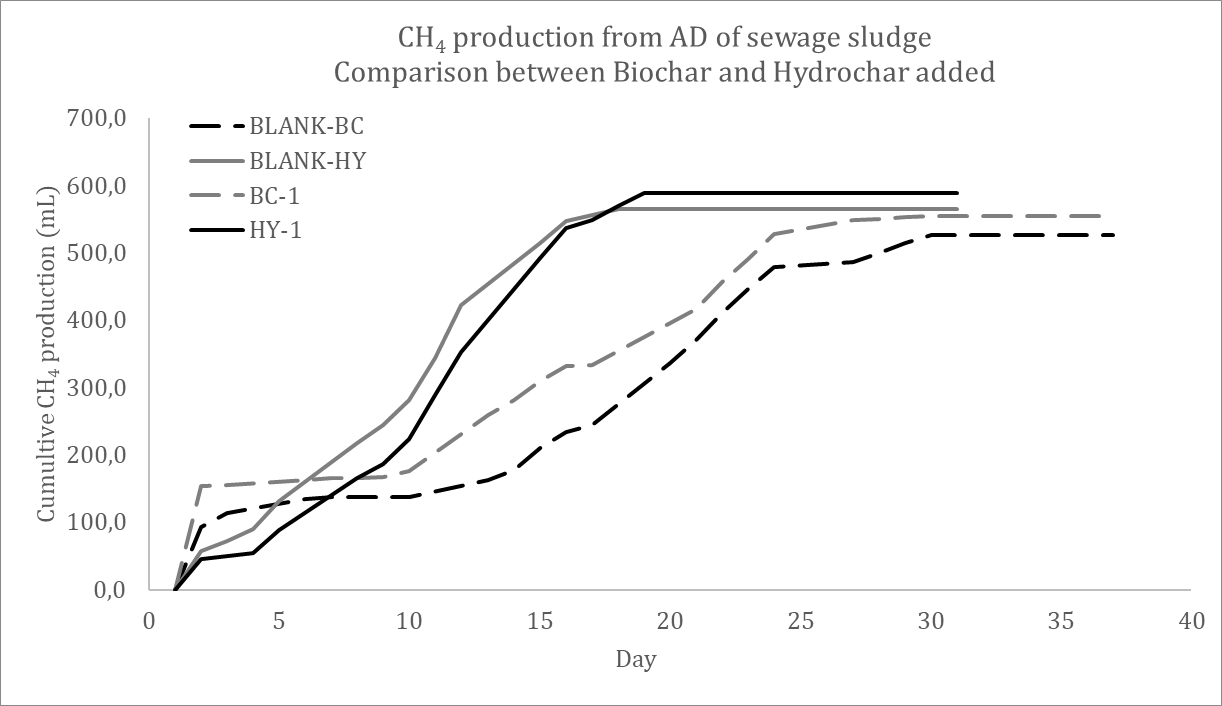 CH₄ production from AD of sewage sludge
Comparison between Biochar and Hydrochar added
Cumultive CH₄ production (mL)
700,0
600,0
500,0
400,0
300,0
200,0
100,0
0,0
BLANK-BC
BLANK-HY
BC-1
HY-1
0 5 10 15 20 25 30 35 40
Day